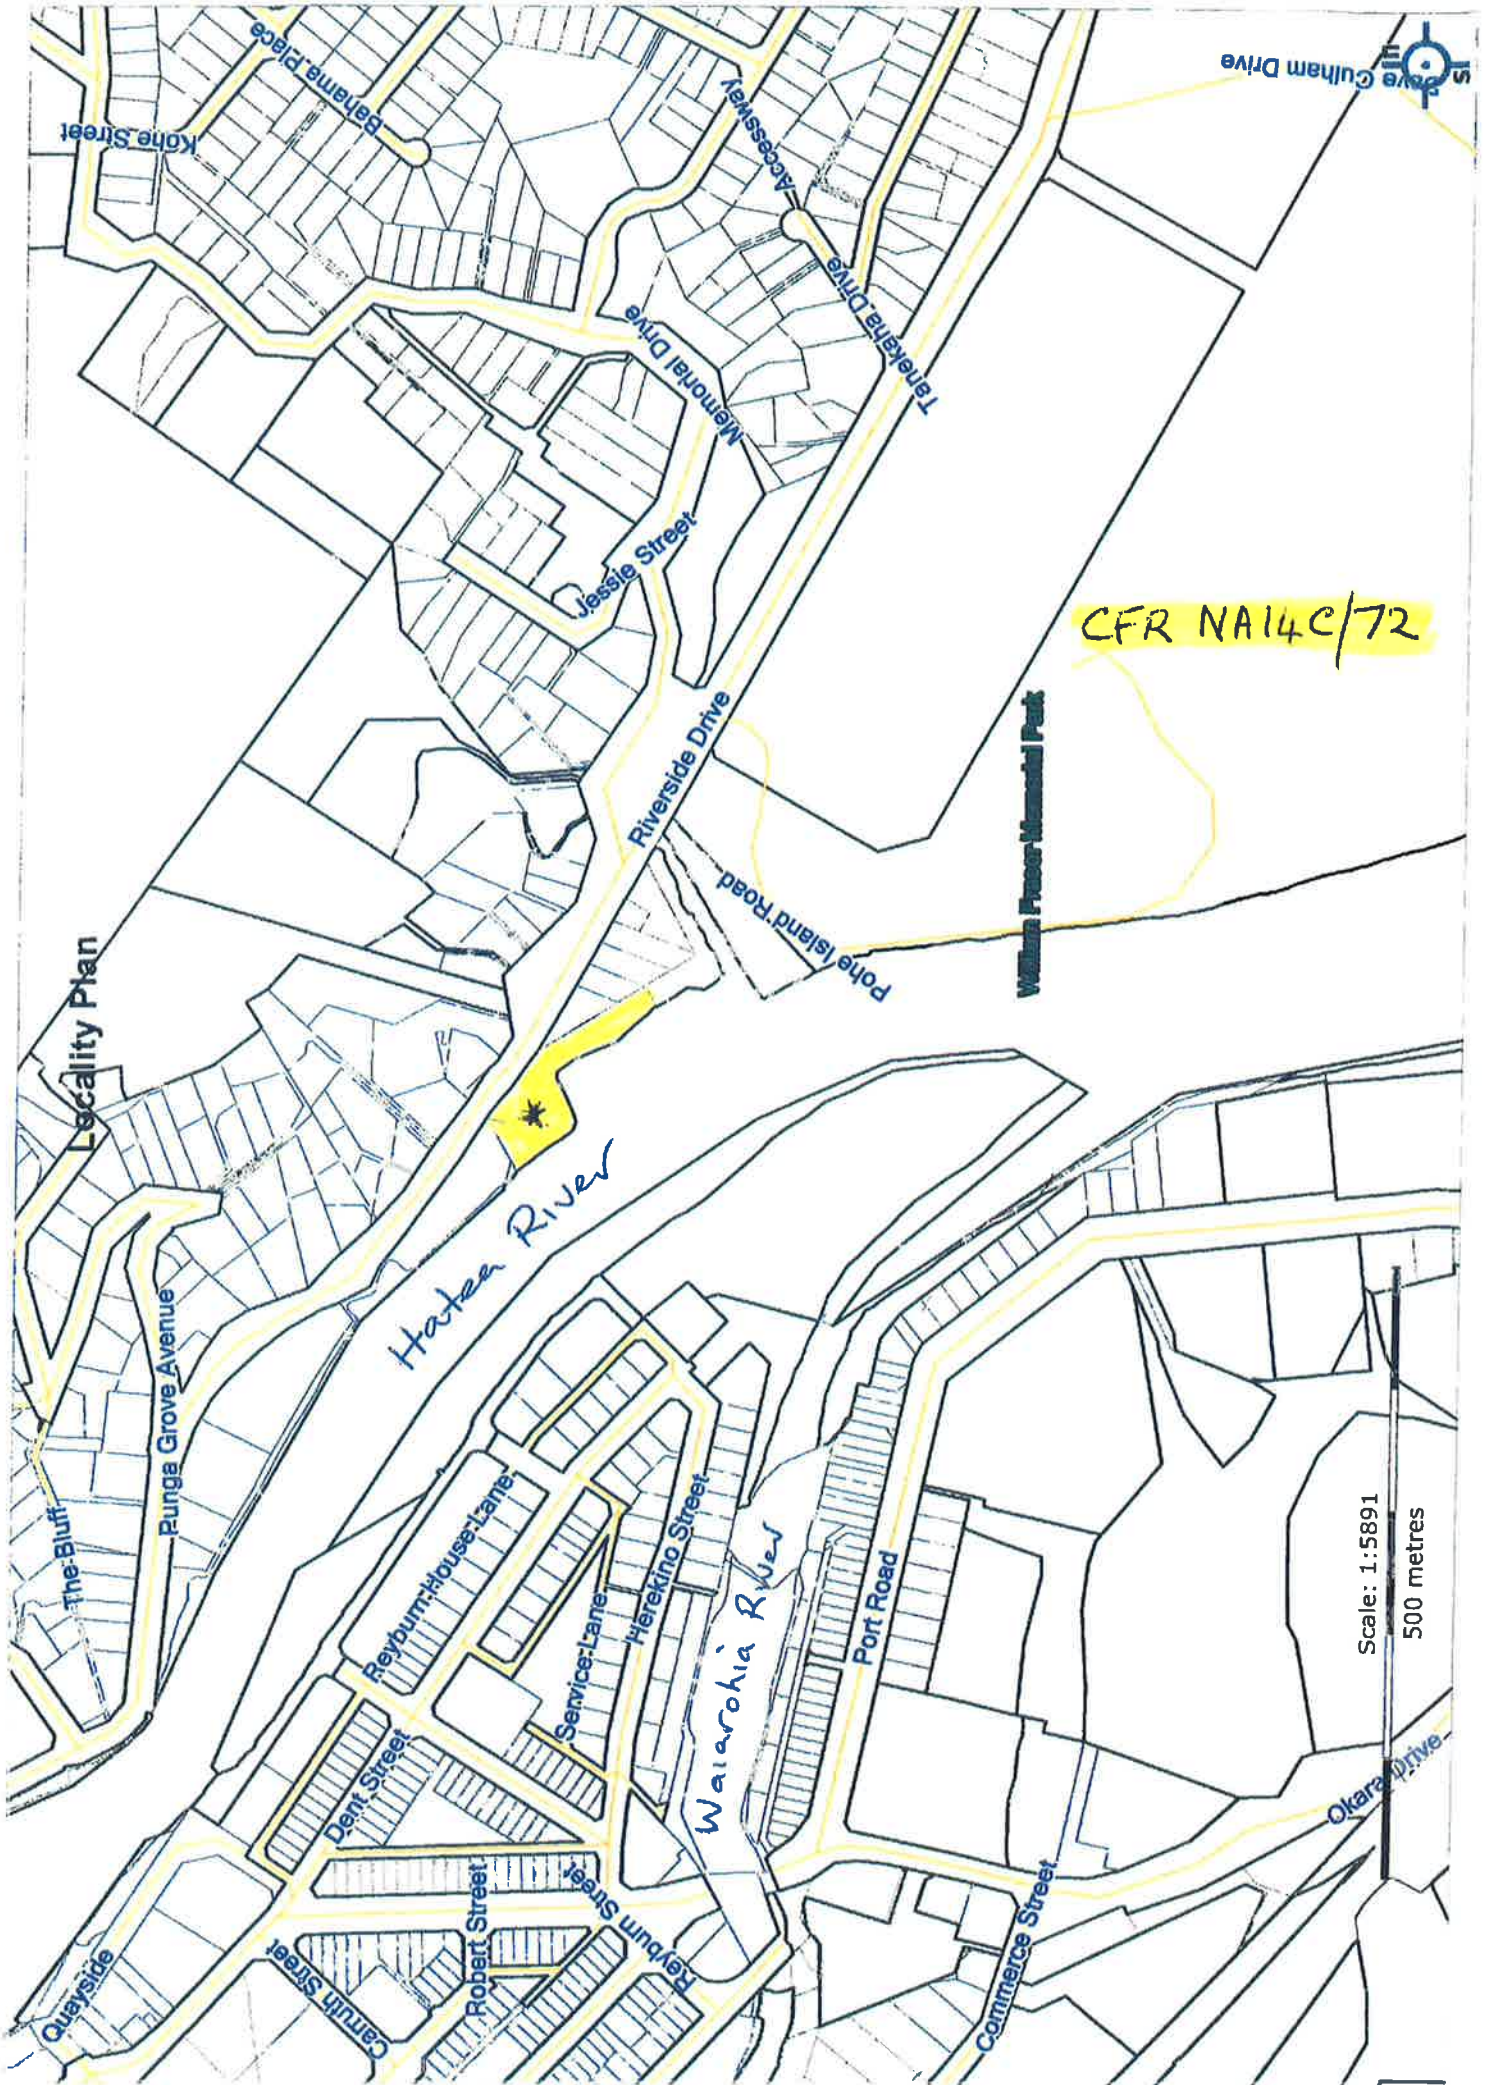 Locality Plan
Kohe Street
Bahama Place
Dave Culham Drive
n
s
Accessway
Memorial Drive
Tanekaha Drive
Jessie Street
CFR NA14C/72
Riverside Drive
William Fraser Memorial Park
Pohe Island Road
Hatea River
The Bluff
Punga Grove Avenue
Reyburn House Lane
Herekino Street
Service Lane
Waiarohia River
Port Road
Dent Street
Quayside
Carruth Street
Robert Street
Reyburn Street
Commerce Street
Okara Drive
Scale: 1:5891
500 metres